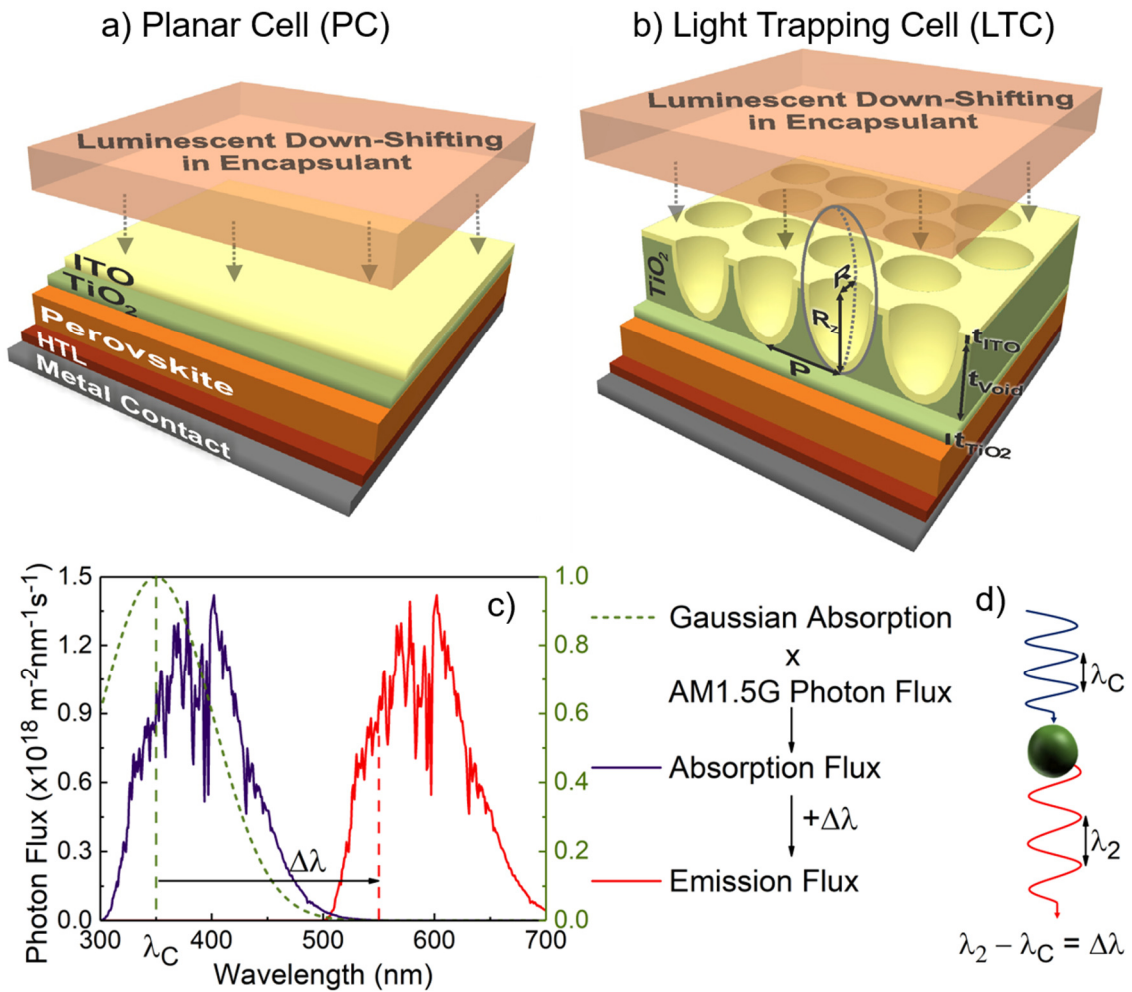 a) Planar Cell (PC)
b) Light Trapping Cell (LTC)
Luminescent Down-Shifting
in Encapsulant
ITO
TiO2
Perovskite
HTL
Metal Contact
Luminescent Down-Shifting
in Encapsulant
TiO2
R
Rz
P
tITO
tVoid
tTiO2
c)
Photon Flux (x10^18 m^-2nm^-1s^-1)
1.5
1.2
0.9
0.6
0.3
0.0
1.0
0.8
0.6
0.4
0.2
0.0
Δλ
300
λC
400
500
600
700
Wavelength (nm)
Gaussian Absorption
x
AM1.5G Photon Flux
Absorption Flux
+Δλ
Emission Flux
d)
λC
λ2
λ2 – λC = Δλ